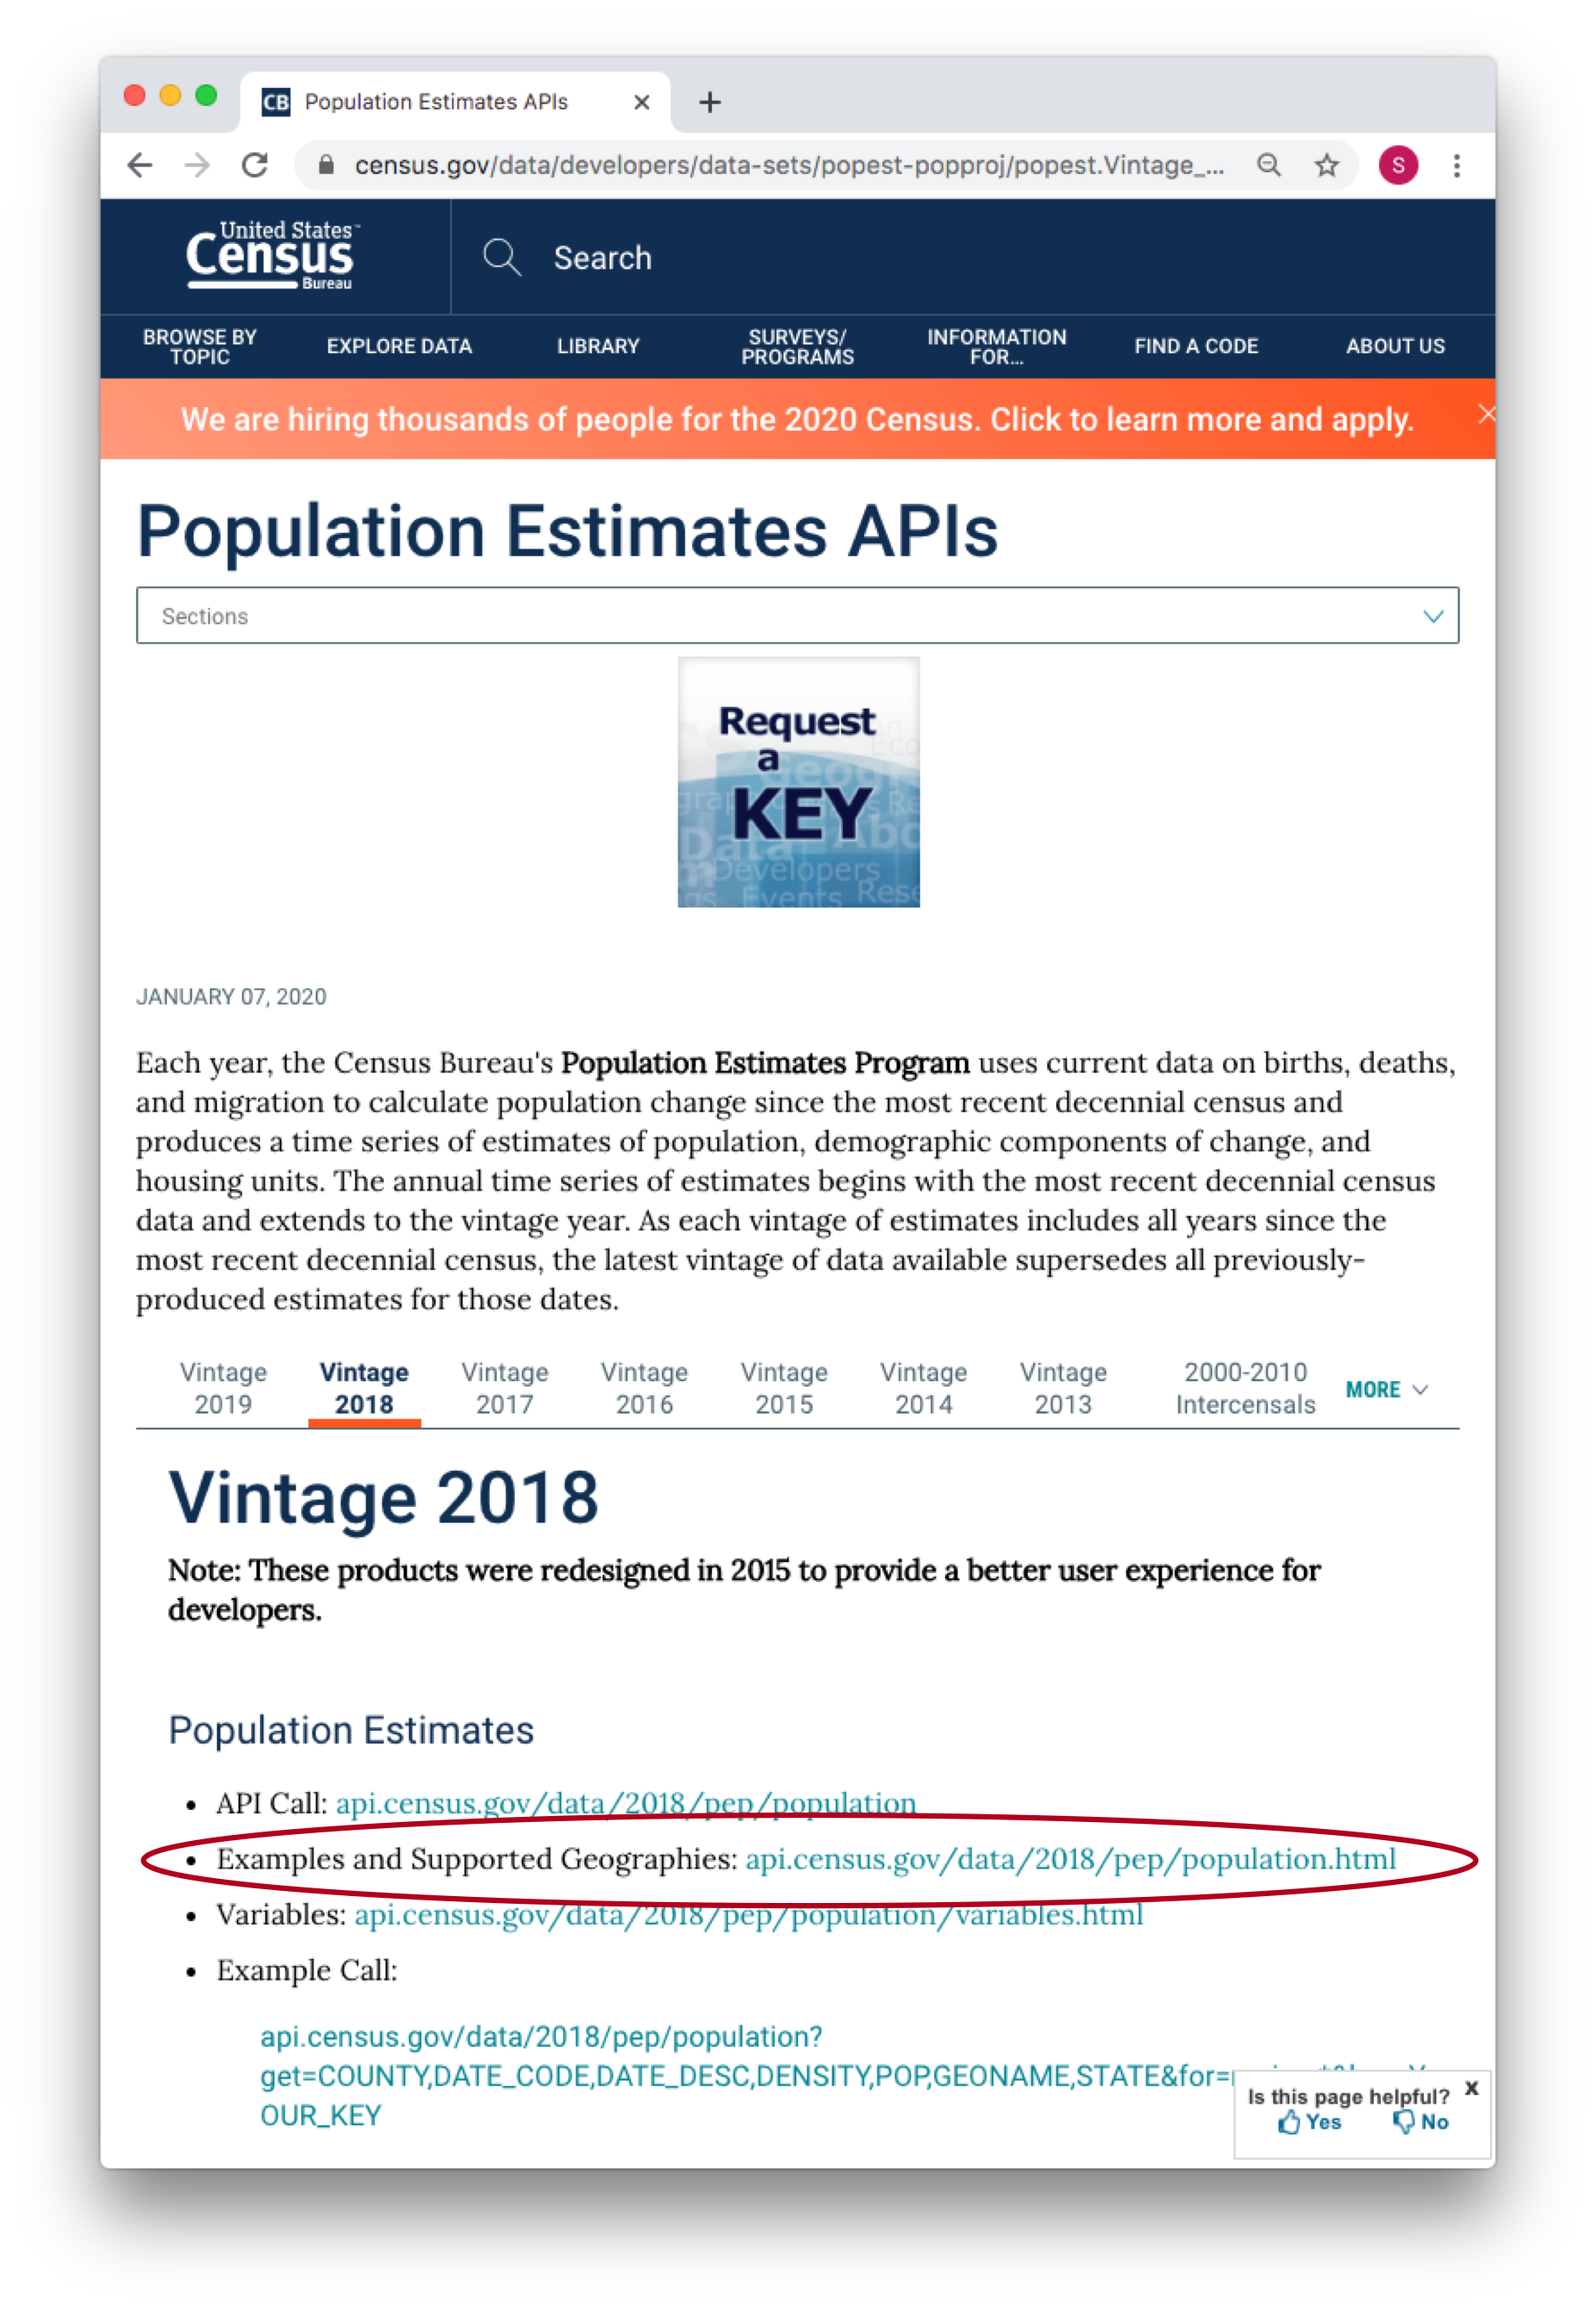 CB Population Estimates APIs
census.gov/data/developers/data-sets/popest-popproj/popest.Vintage_...
S
United States™
Census
Bureau
Search
BROWSE BY TOPIC
EXPLORE DATA
LIBRARY
SURVEYS/ PROGRAMS
INFORMATION FOR...
FIND A CODE
ABOUT US
We are hiring thousands of people for the 2020 Census. Click to learn more and apply.
Population Estimates APIs
Sections
Request
a
KEY
Data
Developers
Events
JANUARY 07, 2020
Each year, the Census Bureau's Population Estimates Program uses current data on births, deaths,
and migration to calculate population change since the most recent decennial census and
produces a time series of estimates of population, demographic components of change, and
housing units. The annual time series of estimates begins with the most recent decennial census
data and extends to the vintage year. As each vintage of estimates includes all years since the
most recent decennial census, the latest vintage of data available supersedes all previously-
produced estimates for those dates.
Vintage 2019
Vintage 2018
Vintage 2017
Vintage 2016
Vintage 2015
Vintage 2014
Vintage 2013
2000-2010 Intercensals
MORE
Vintage 2018
Note: These products were redesigned in 2015 to provide a better user experience for
developers.
Population Estimates
• API Call: api.census.gov/data/2018/pep/population
• Examples and Supported Geographies: api.census.gov/data/2018/pep/population.html
• Variables: api.census.gov/data/2018/pep/population/variables.html
• Example Call:
api.census.gov/data/2018/pep/population?
get=COUNTY,DATE_CODE,DATE_DESC,DENSITY,POP,GEONAME,STATE&for=
OUR_KEY
Is this page helpful? X
Yes No